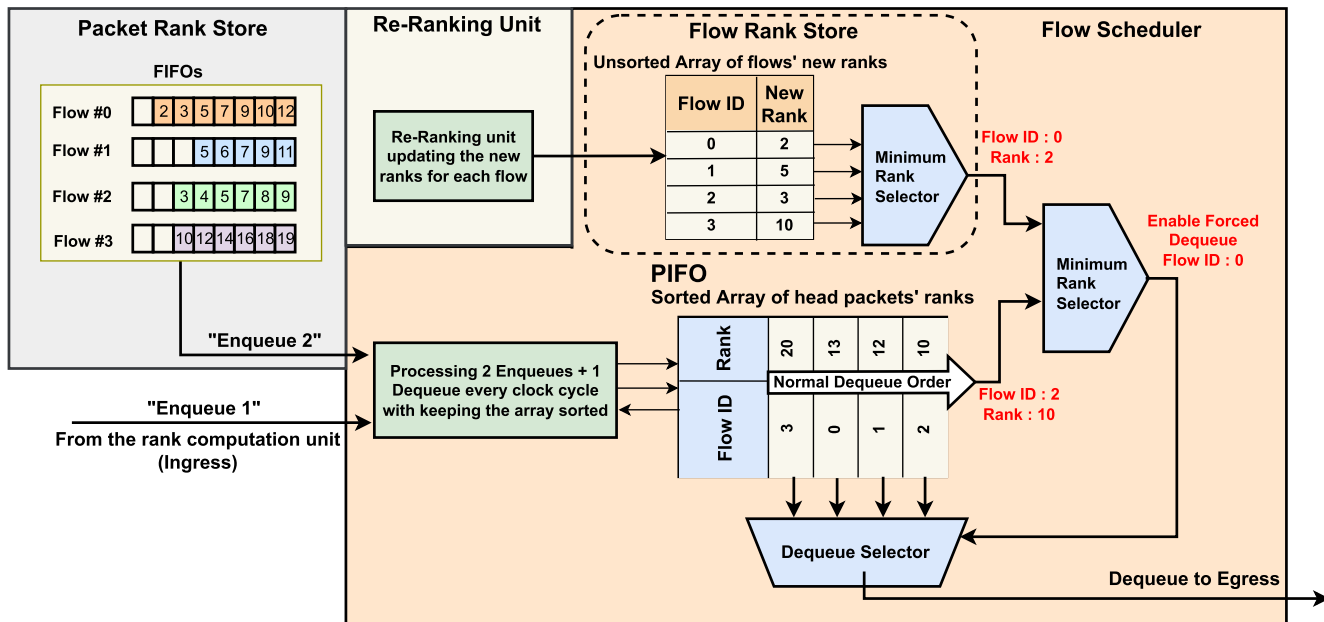 Packet Rank Store
FIFOs
Flow #0 2 3 5 7 9 10 12
Flow #1 5 6 7 9 11
Flow #2 3 4 5 7 8 9
Flow #3 10 12 14 16 18 19
"Enqueue 2"
"Enqueue 1"
From the rank computation unit
(Ingress)
Re-Ranking Unit
Re-Ranking unit
updating the new
ranks for each flow
Flow Rank Store
Unsorted Array of flows' new ranks
Flow ID New
Rank
0 2
1 5
2 3
3 10
Minimum
Rank
Selector
Flow ID : 0
Rank : 2
Flow Scheduler
Minimum
Rank
Selector
Enable Forced
Dequeue
Flow ID : 0
PIFO
Sorted Array of head packets' ranks
Processing 2 Enqueues + 1
Dequeue every clock cycle
with keeping the array sorted
Rank 20 13 12 10
Normal Dequeue Order
Flow ID 3 0 1 2
Flow ID : 2
Rank : 10
Dequeue Selector
Dequeue to Egress